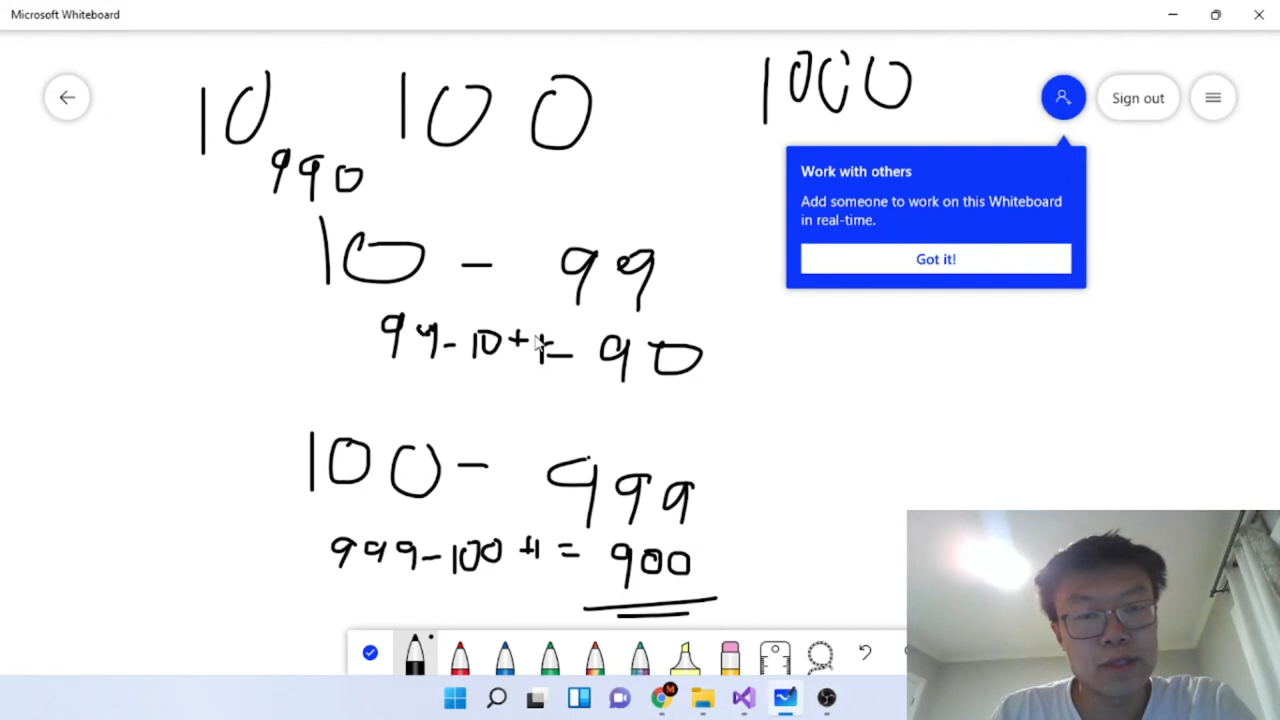 Microsoft Whiteboard
10 100 1000
Sign out
990
Work with others
Add someone to work on this Whiteboard
in real-time.
Got it!
10 - 99
99-10+1= 90
100- 999
999-100+1 = 900